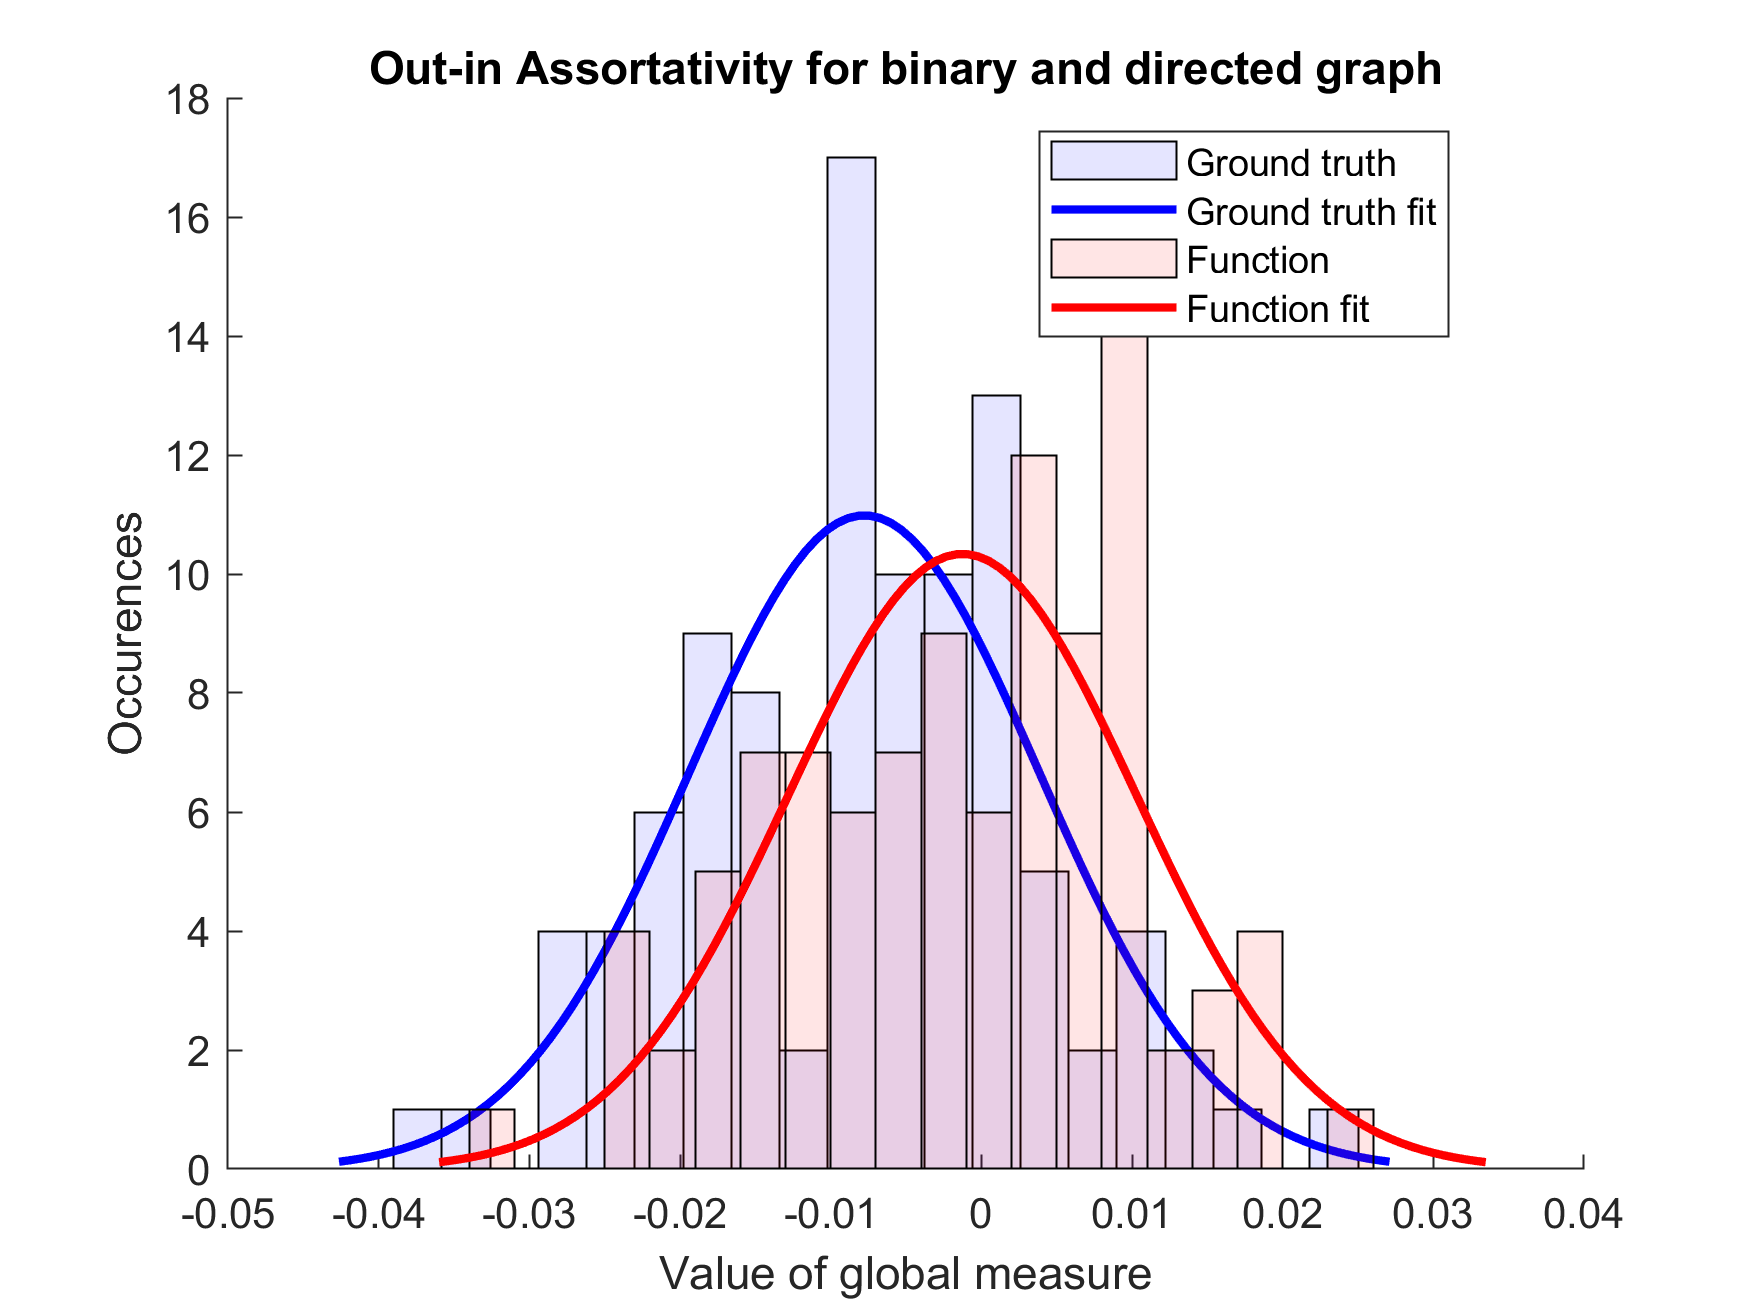 Out-in Assortativity for binary and directed graph
18
16
14
12
10
8
6
4
2
0
Occurences
Ground truth
Ground truth fit
Function
Function fit
-0.05 -0.04 -0.03 -0.02 -0.01 0 0.01 0.02 0.03 0.04
Value of global measure